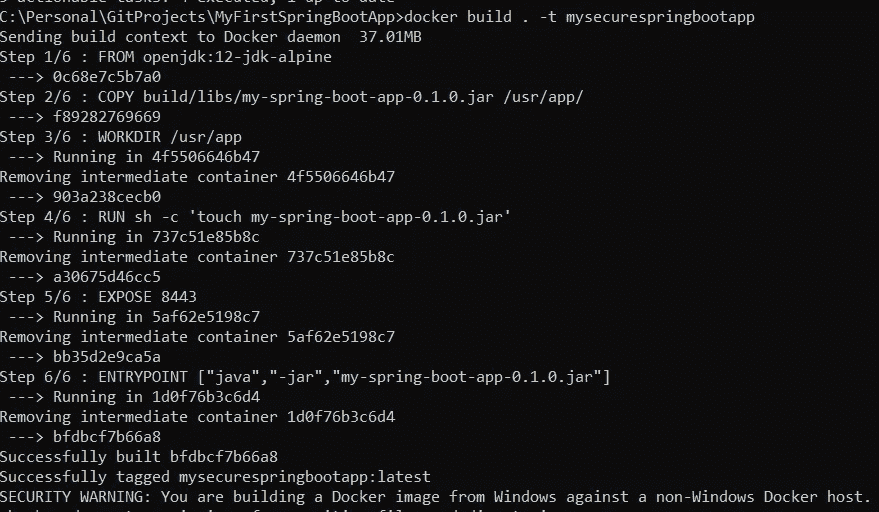 C:\Personal\GitProjects\MyFirstSpringBootApp>docker build . -t mysecurespringbootapp
Sending build context to Docker daemon  37.01MB
Step 1/6 : FROM openjdk:12-jdk-alpine
 ---> 0c68e7c5b7a0
Step 2/6 : COPY build/libs/my-spring-boot-app-0.1.0.jar /usr/app/
 ---> f89282769669
Step 3/6 : WORKDIR /usr/app
 ---> Running in 4f5506646b47
Removing intermediate container 4f5506646b47
 ---> 903a238cecb0
Step 4/6 : RUN sh -c 'touch my-spring-boot-app-0.1.0.jar'
 ---> Running in 737c51e85b8c
Removing intermediate container 737c51e85b8c
 ---> a30675d46cc5
Step 5/6 : EXPOSE 8443
 ---> Running in 5af62e5198c7
Removing intermediate container 5af62e5198c7
 ---> bb35d2e9ca5a
Step 6/6 : ENTRYPOINT ["java","-jar","my-spring-boot-app-0.1.0.jar"]
 ---> Running in 1d0f76b3c6d4
Removing intermediate container 1d0f76b3c6d4
 ---> bfdbcf7b66a8
Successfully built bfdbcf7b66a8
Successfully tagged mysecurespringbootapp:latest
SECURITY WARNING: You are building a Docker image from Windows against a non-Windows Docker host.